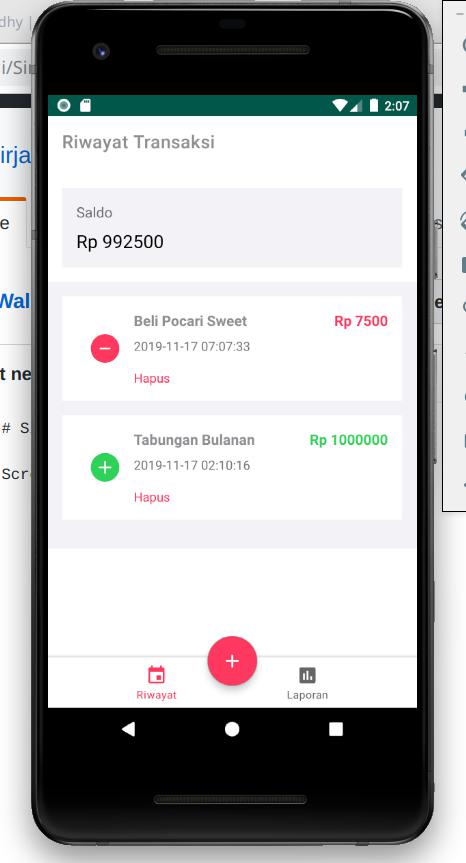 dhy |
2:07
i/Si
Riwayat Transaksi
irja
Saldo
e
Rp 992500
Wal
e
Beli Pocari Sweet
Rp 7500
2019-11-17 07:07:33
t ne
Hapus
# S
Tabungan Bulanan
Rp 1000000
2019-11-17 02:10:16
Scr
Hapus
Riwayat
Laporan